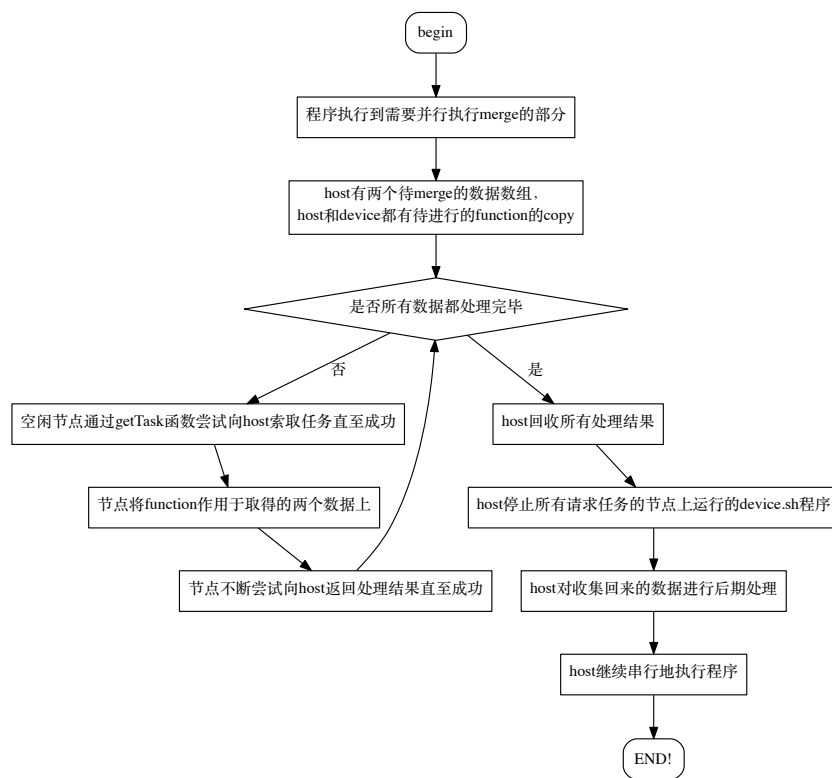 begin
程序执行到需要并行执行merge的部分
host有两个待merge的数据数组，
host和device都有待进行的function的copy
是否所有数据都处理完毕
否
是
空闲节点通过getTask函数尝试向host索取任务直至成功
host回收所有处理结果
节点将function作用于取得的两个数据上
host停止所有请求任务的节点上运行的device.sh程序
节点不断尝试向host返回处理结果直至成功
host对收集回来的数据进行后期处理
host继续串行地执行程序
END!